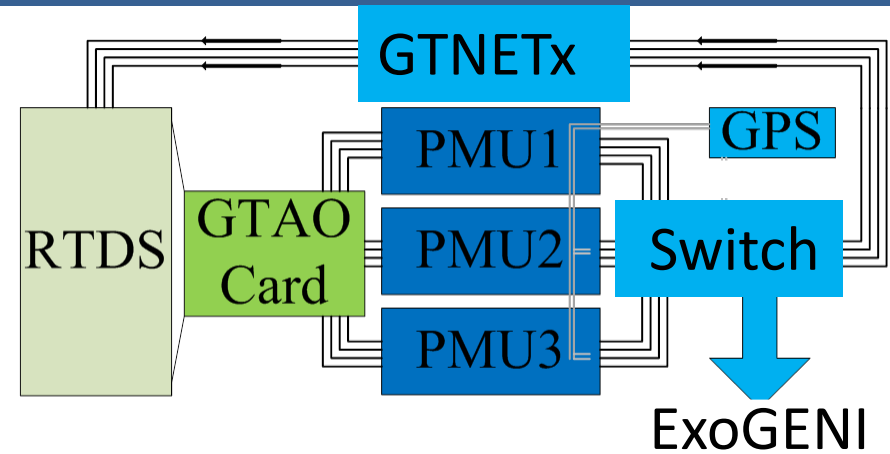 GTNETx
PMU1
GPS
RTDS
GTAO
Card
PMU2
Switch
PMU3
ExoGENI